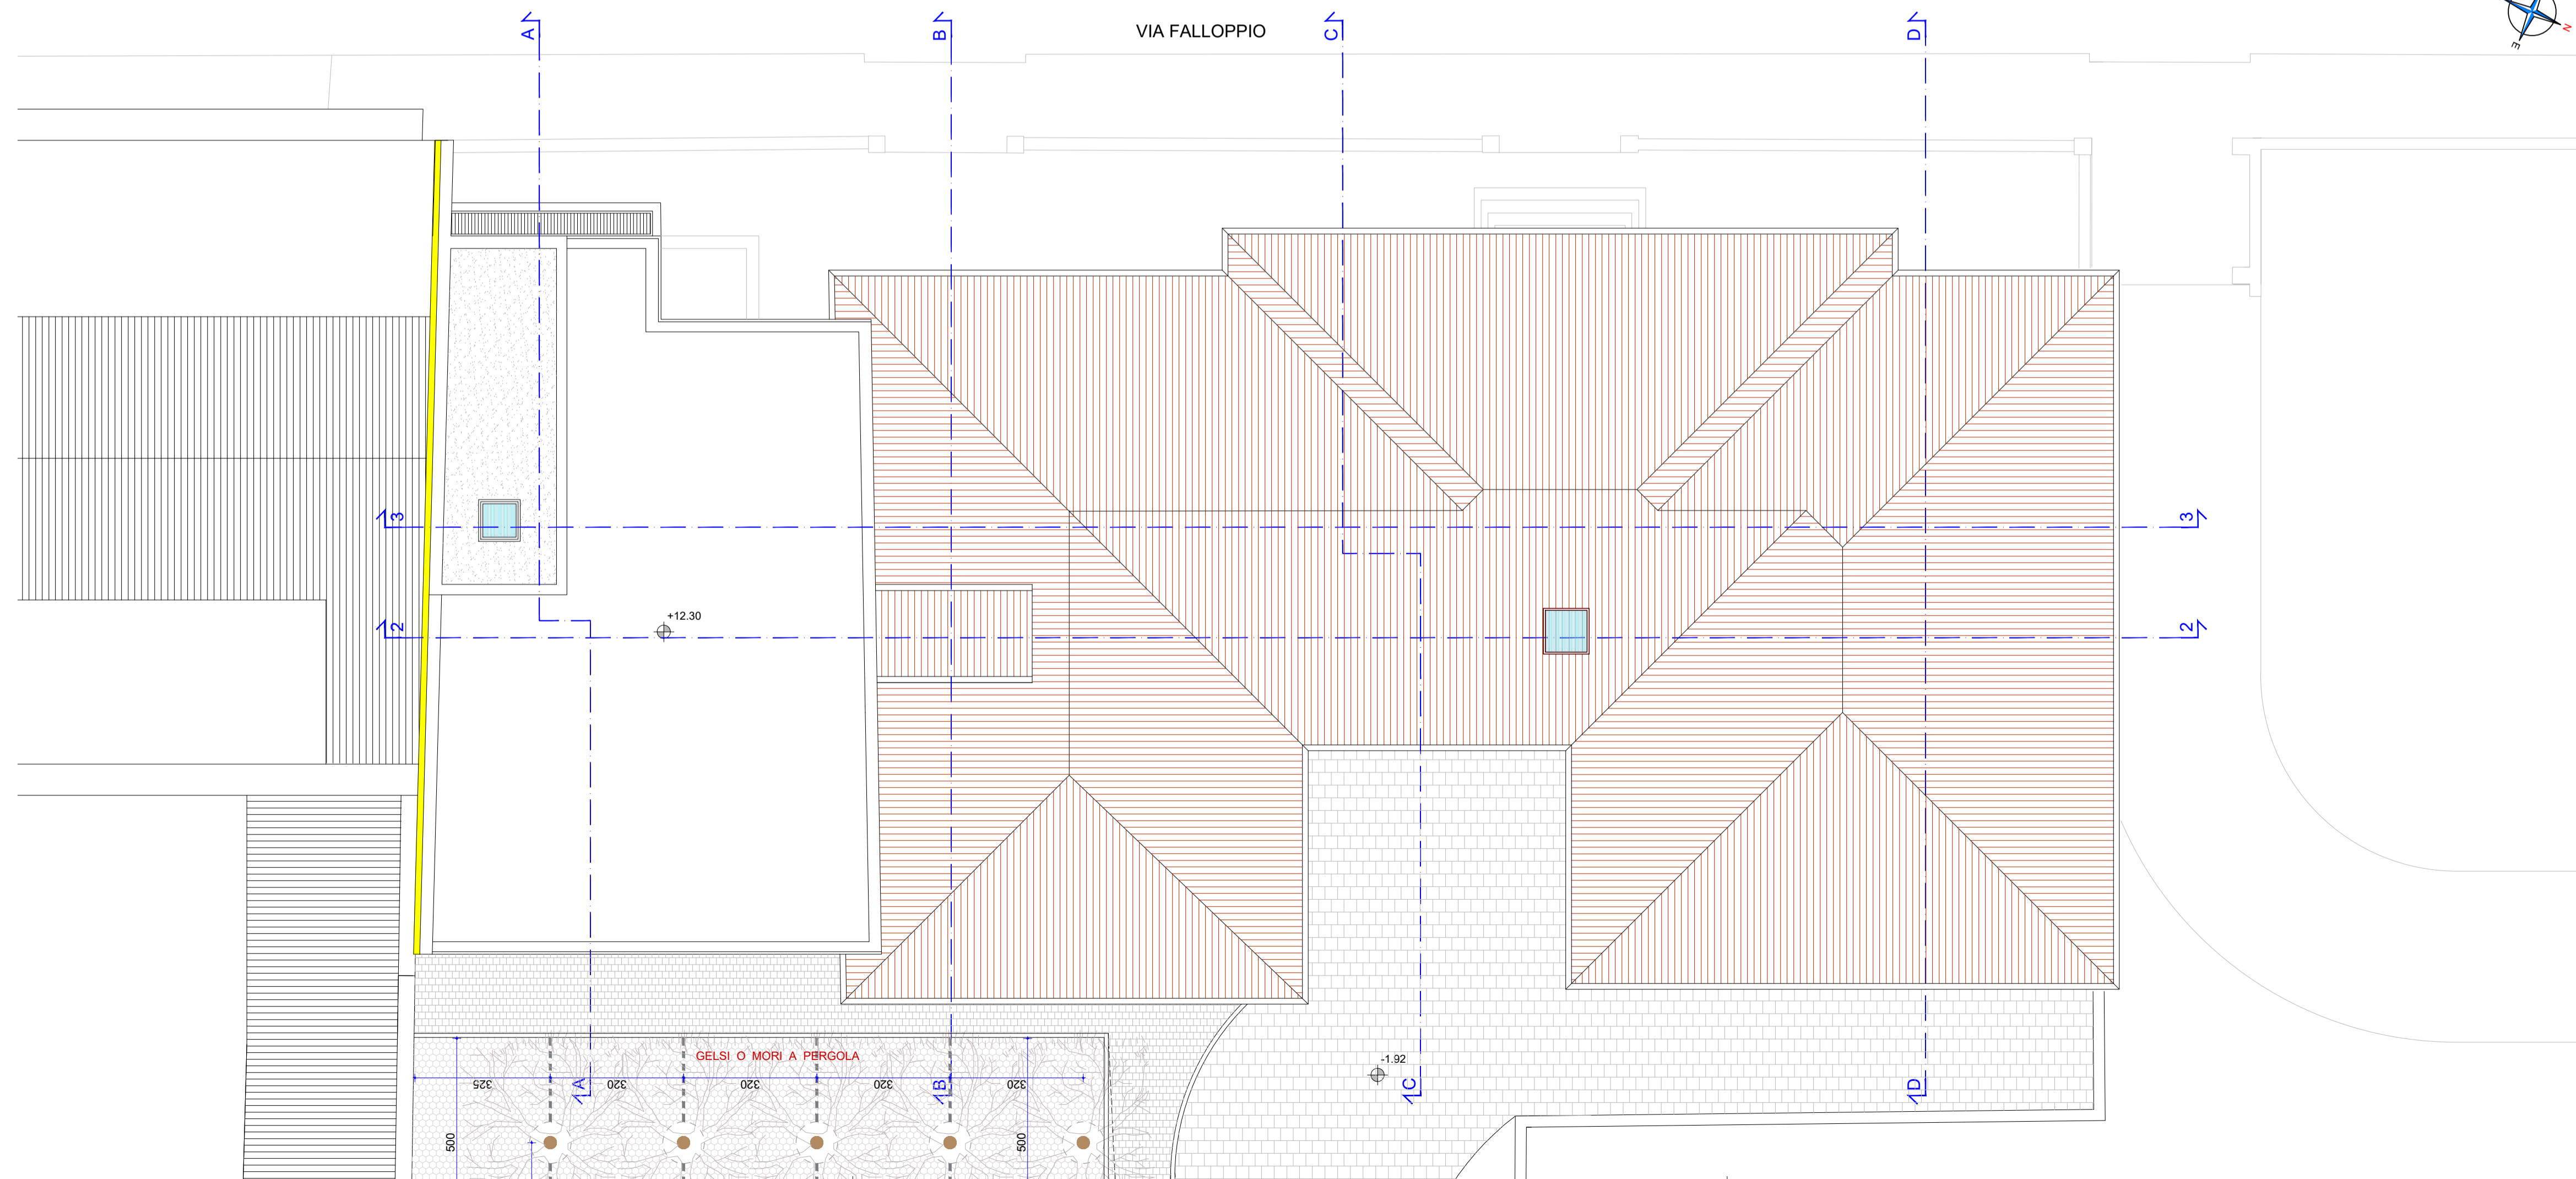 A
B
VIA FALLOPPIO
C
D
N
E
3
3
+12.30
2
2
GELSI O MORI A PERGOLA
-1.92
325
A
320
320
320
B
320
C
D
500
500